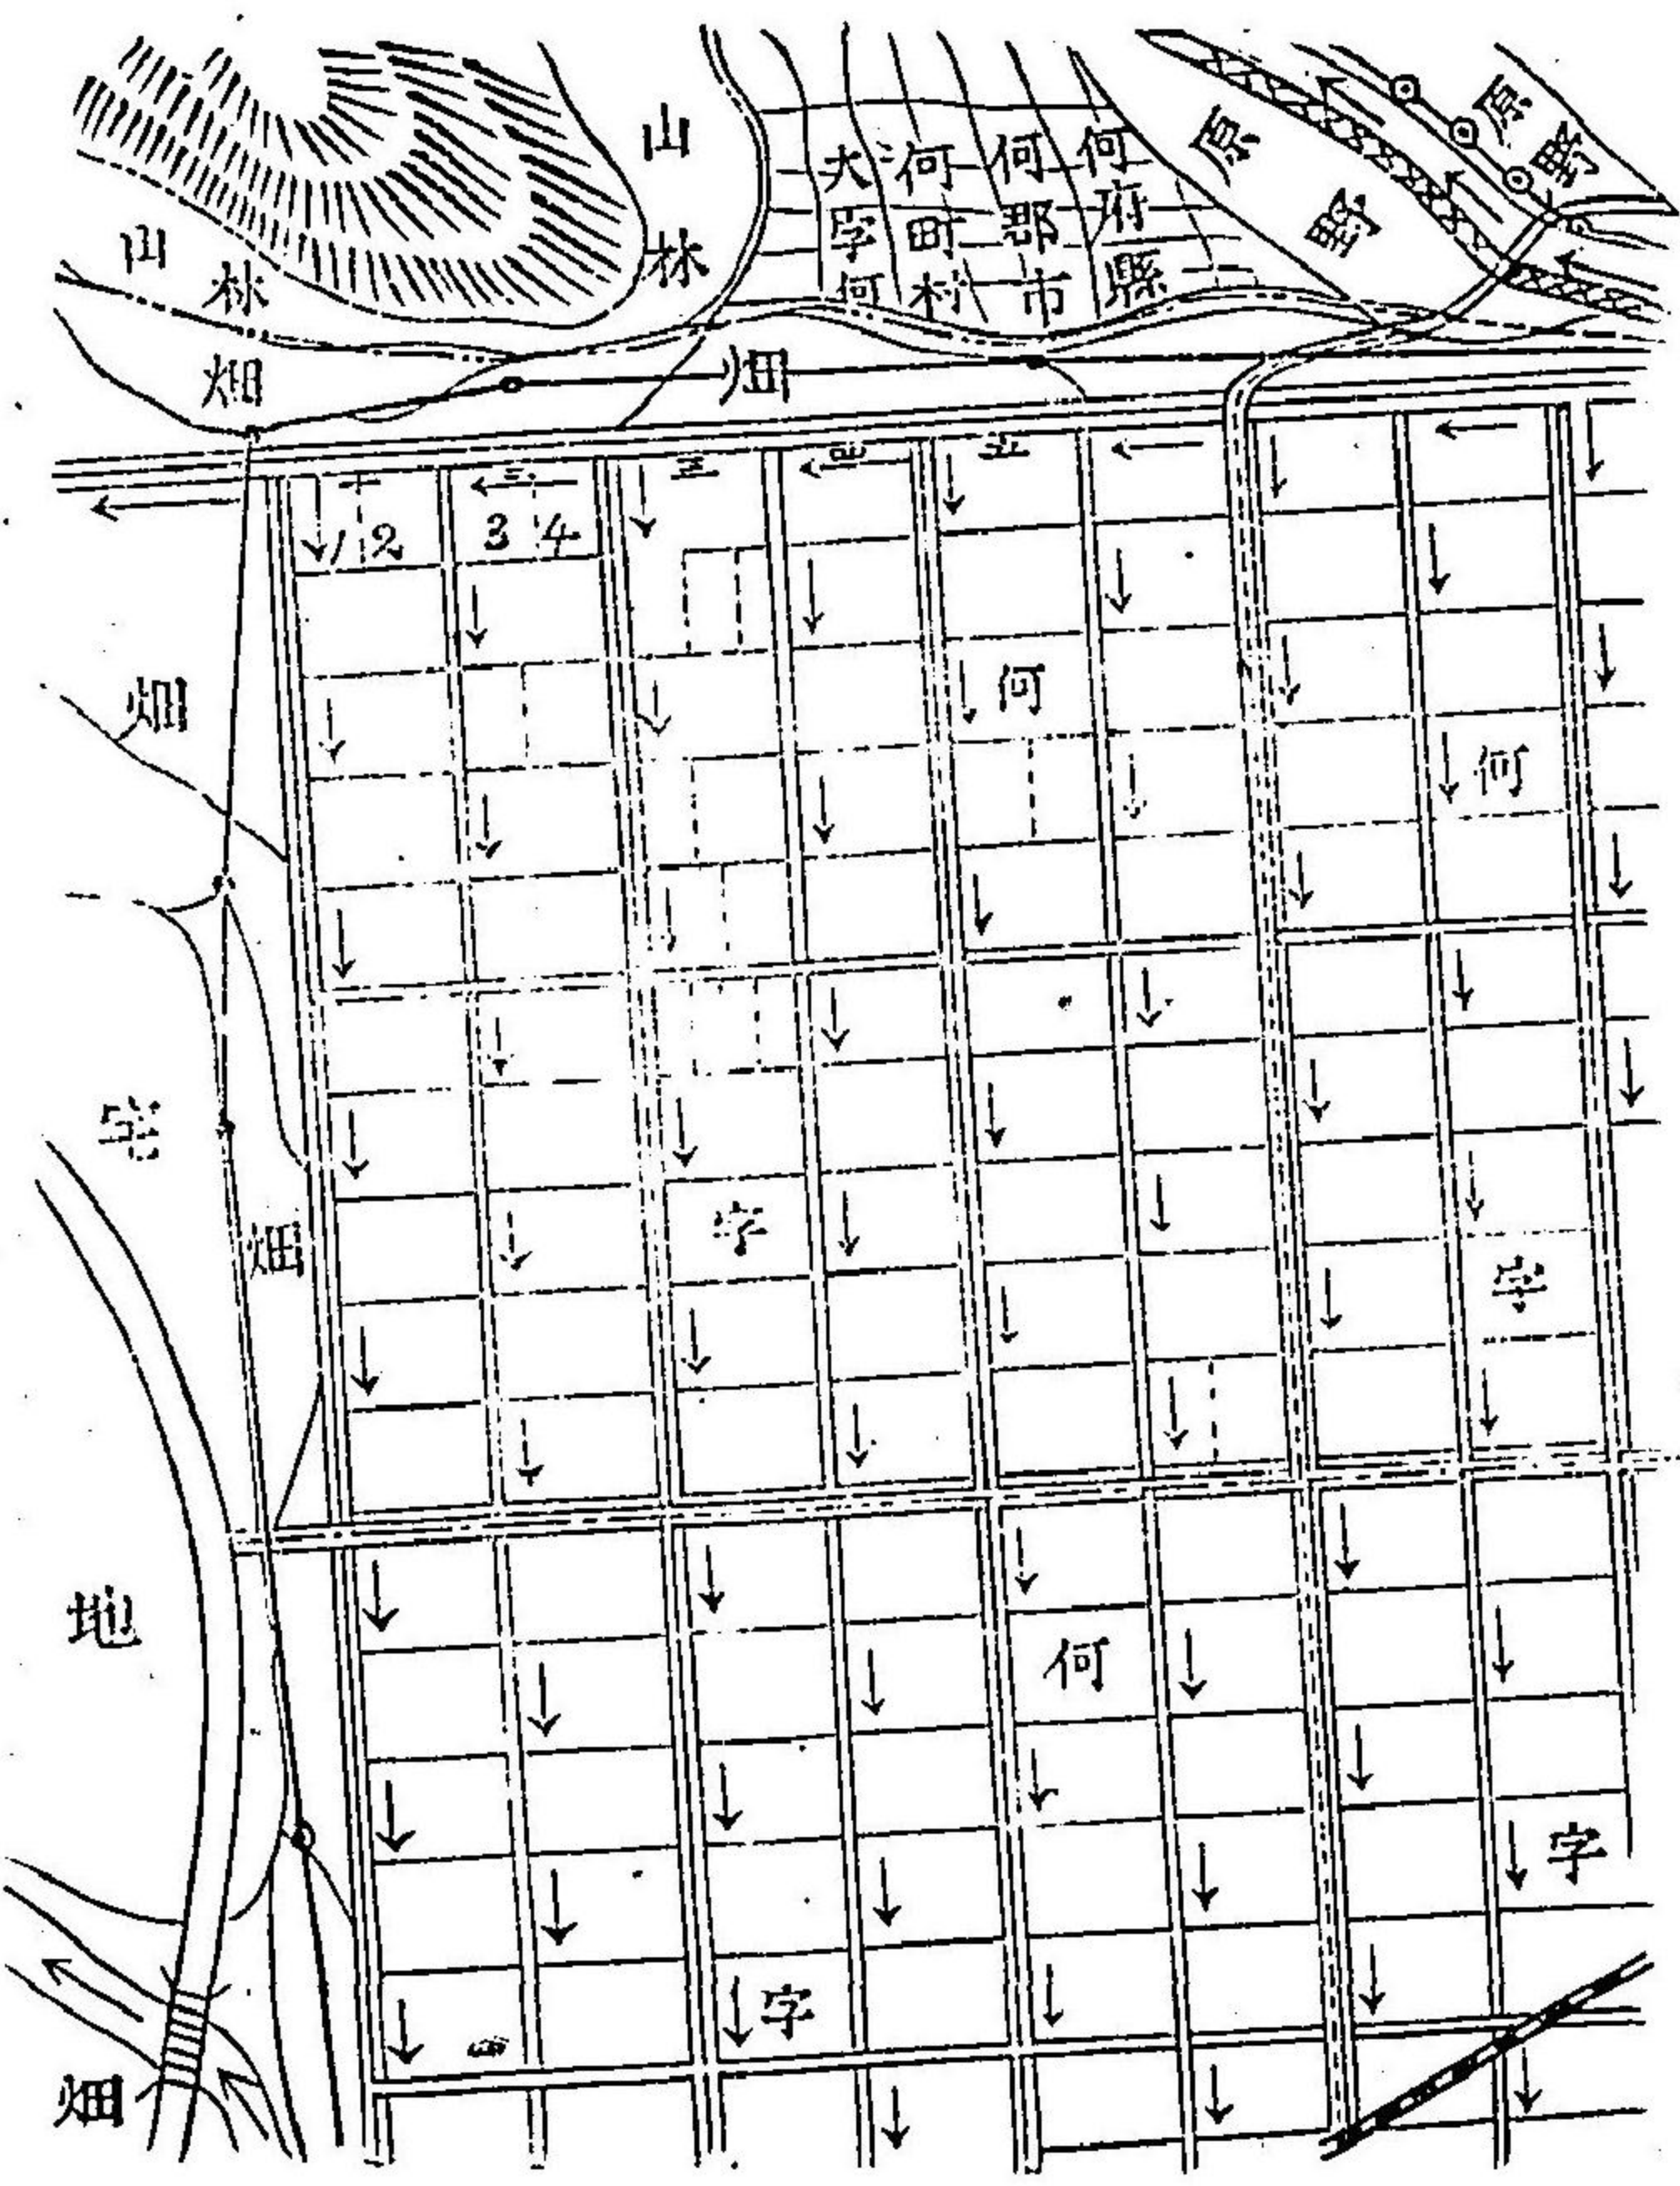 原野
原野
何府縣
何郡市
何町村
大字何
山林
山林
畑
畑
一
二
三
四
五
1 2
3 4
何
何
畑
宅地
畑
字
字
何
字
字
畑